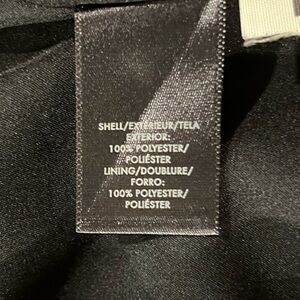 SHELL/EXTÉRIEUR/TELA
EXTERIOR:
100% POLYESTER/
POLIÉSTER
LINING/DOUBLURE/
FORRO:
100% POLYESTER/
POLIÉSTER